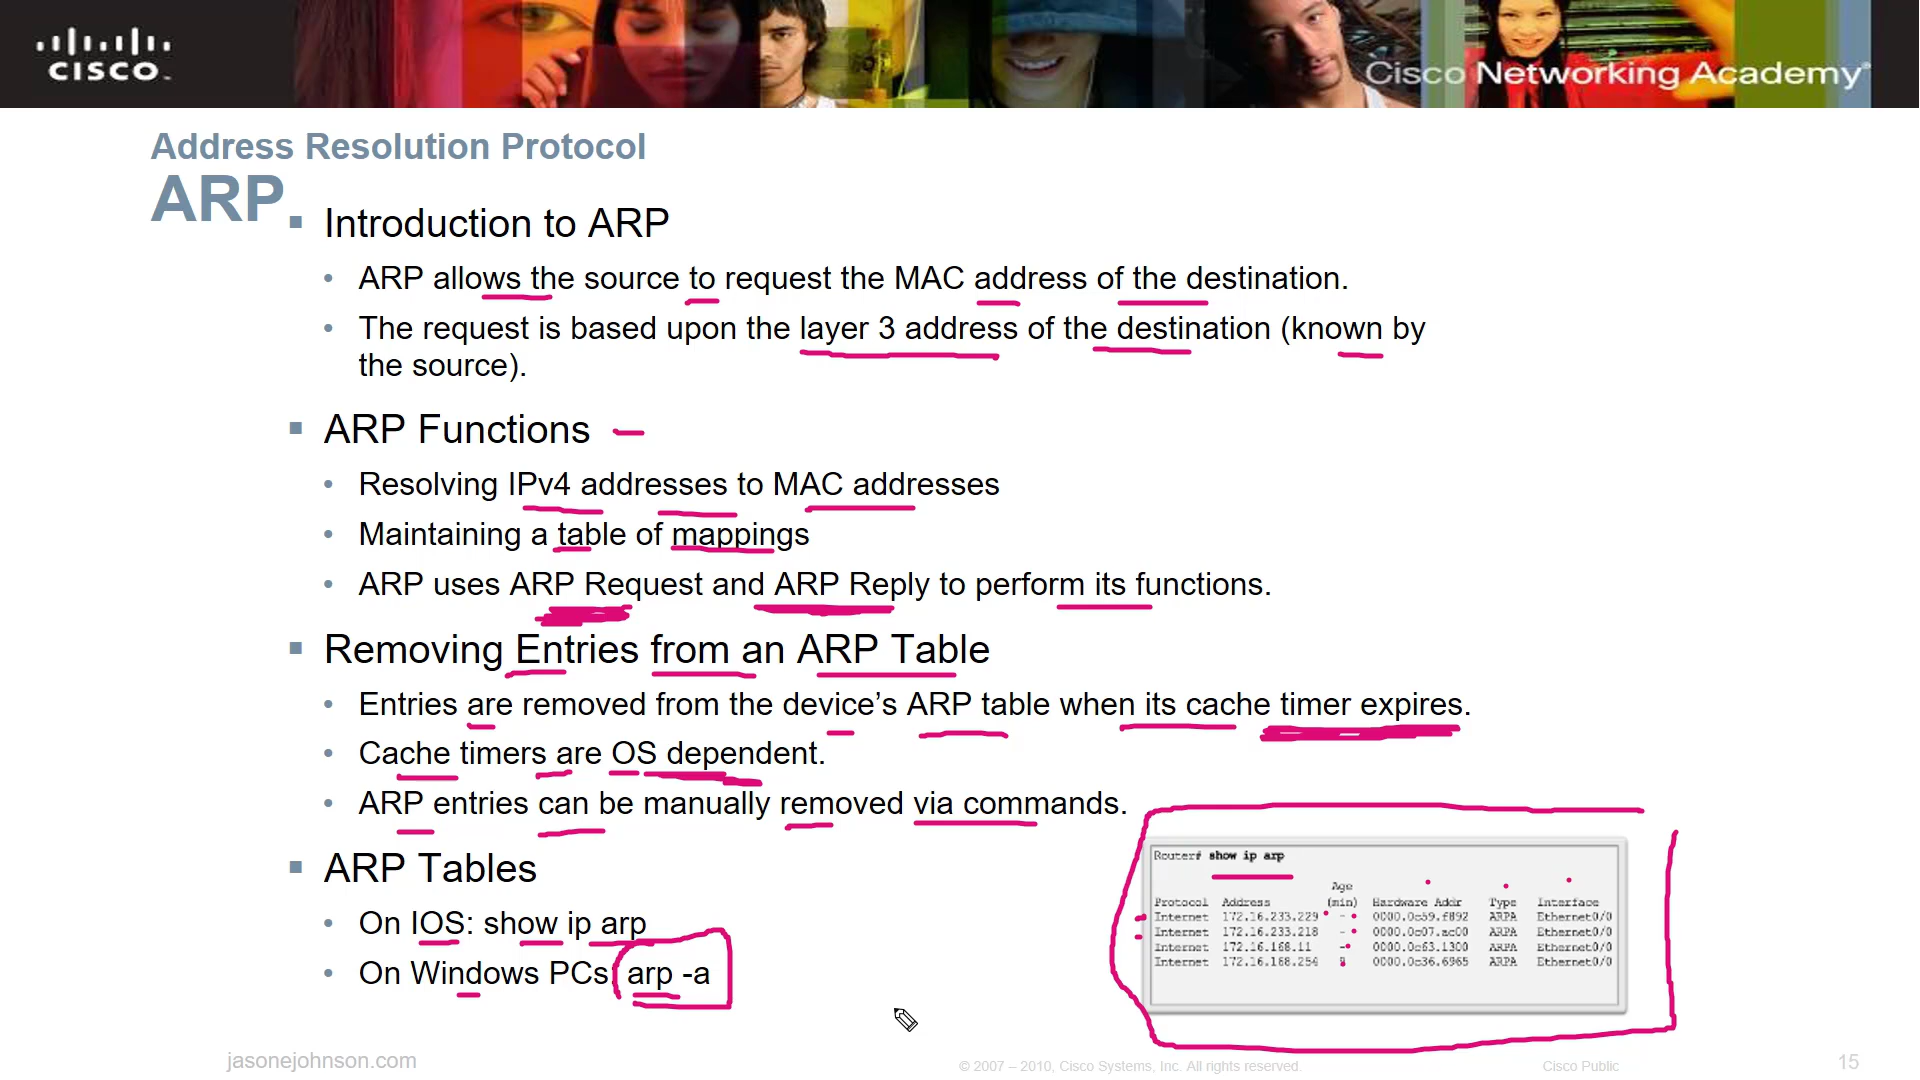 CISCO
Cisco Networking Academy®
Address Resolution Protocol
ARP
Introduction to ARP
ARP allows the source to request the MAC address of the destination.
The request is based upon the layer 3 address of the destination (known by
the source).
ARP Functions
Resolving IPv4 addresses to MAC addresses
Maintaining a table of mappings
ARP uses ARP Request and ARP Reply to perform its functions.
Removing Entries from an ARP Table
Entries are removed from the device’s ARP table when its cache timer expires.
Cache timers are OS dependent.
ARP entries can be manually removed via commands.
ARP Tables
On IOS: show ip arp
On Windows PCs: arp -a
Router# show ip arp
Age
Protocol Address (min) Hardware Addr Type Interface
Internet 172.16.233.229 - 0000.0c59.f892 ARPA Ethernet0/0
Internet 172.16.233.218 - 0000.0c07.ac00 ARPA Ethernet0/0
Internet 172.16.168.11 - 0000.0c63.1300 ARPA Ethernet0/0
Internet 172.16.168.254 9 0000.0c36.6965 ARPA Ethernet0/0
jasonejohnson.com
© 2007 – 2010, Cisco Systems, Inc. All rights reserved.
Cisco Public
15